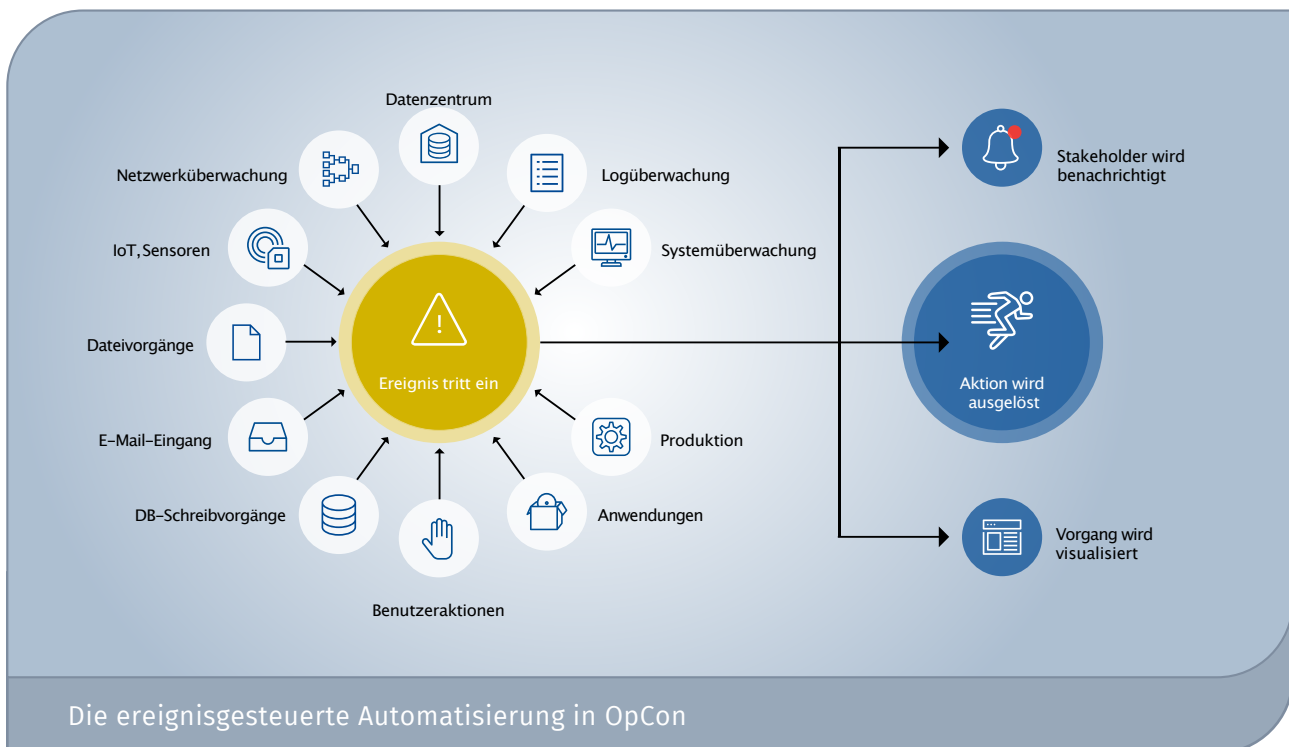 Datenzentrum
Netzwerküberwachung
Logüberwachung
IoT, Sensoren
Systemüberwachung
Dateivorgänge
E-Mail-Eingang
DB-Schreibvorgänge
Benutzeraktionen
Anwendungen
Produktion
!
Ereignis tritt ein
Stakeholder wird
benachrichtigt
Aktion wird
ausgelöst
Vorgang wird
visualisiert
Die ereignisgesteuerte Automatisierung in OpCon